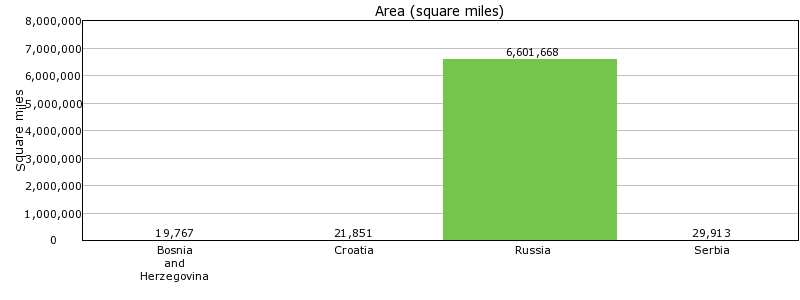 Area (square miles)
8,000,000
7,000,000
6,000,000
5,000,000
4,000,000
3,000,000
2,000,000
1,000,000
0
Square miles
19,767
21,851
6,601,668
29,913
Bosnia
and
Herzegovina
Croatia
Russia
Serbia